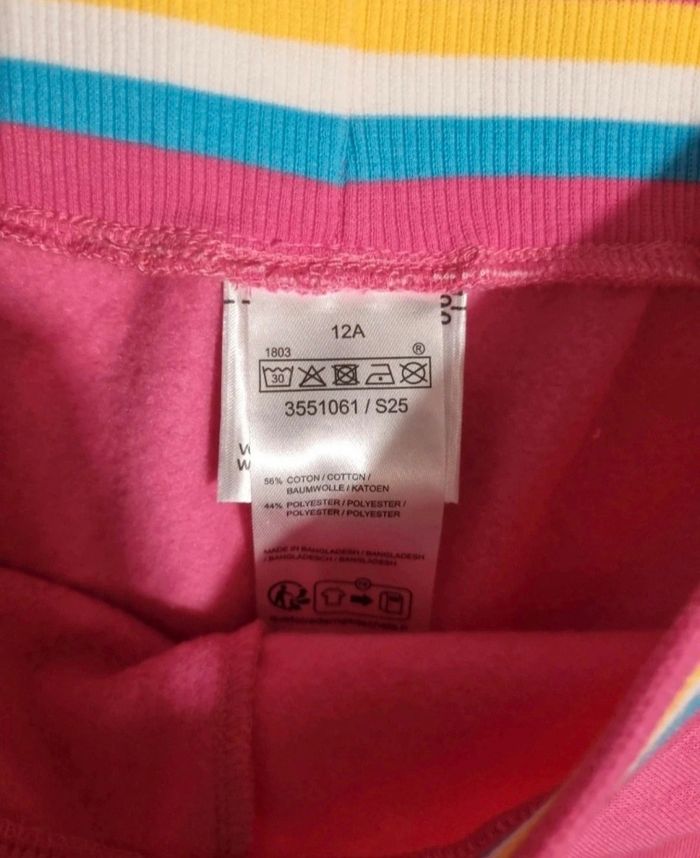 12A
1803 ®
30
3551061 / S25
56% COTON / COTTON /
BAUMWOLLE / KATOEN
44% POLYESTER / POLYESTER /
POLYESTER / POLYESTER
MADE IN BANGLADESH / BANGLADESH
/ BANGLADESCH / BANGLADESH
FR